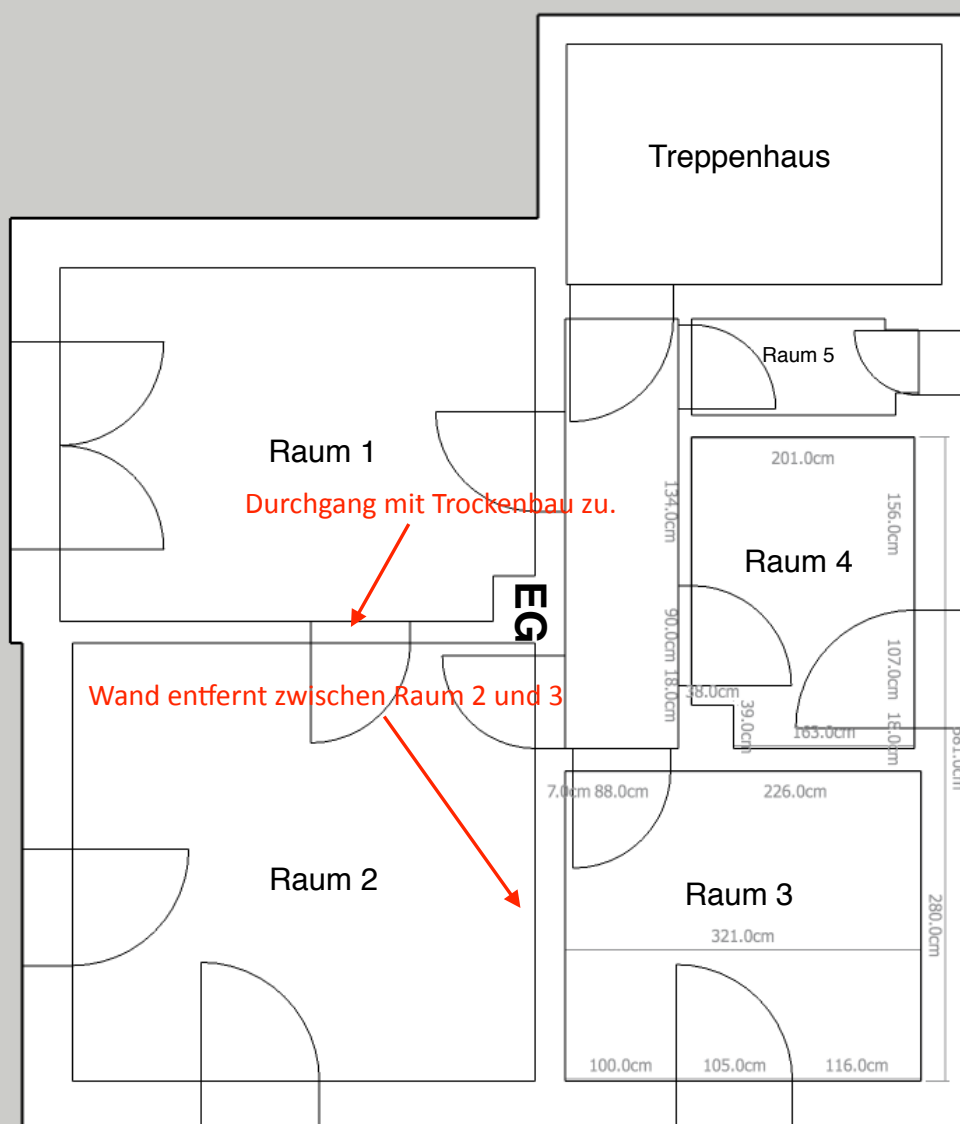 Treppenhaus
Raum 5
Raum 1
201.0cm
Durchgang mit Trockenbau zu.
134.0cm
156.0cm
Raum 4
EG
90.0cm
107.0cm
Wand entfernt zwischen Raum 2 und 3
18.0cm
38.0cm
39.0cm
18.0cm
163.0cm
681.0cm
7.0cm
88.0cm
226.0cm
Raum 2
Raum 3
280.0cm
321.0cm
100.0cm
105.0cm
116.0cm